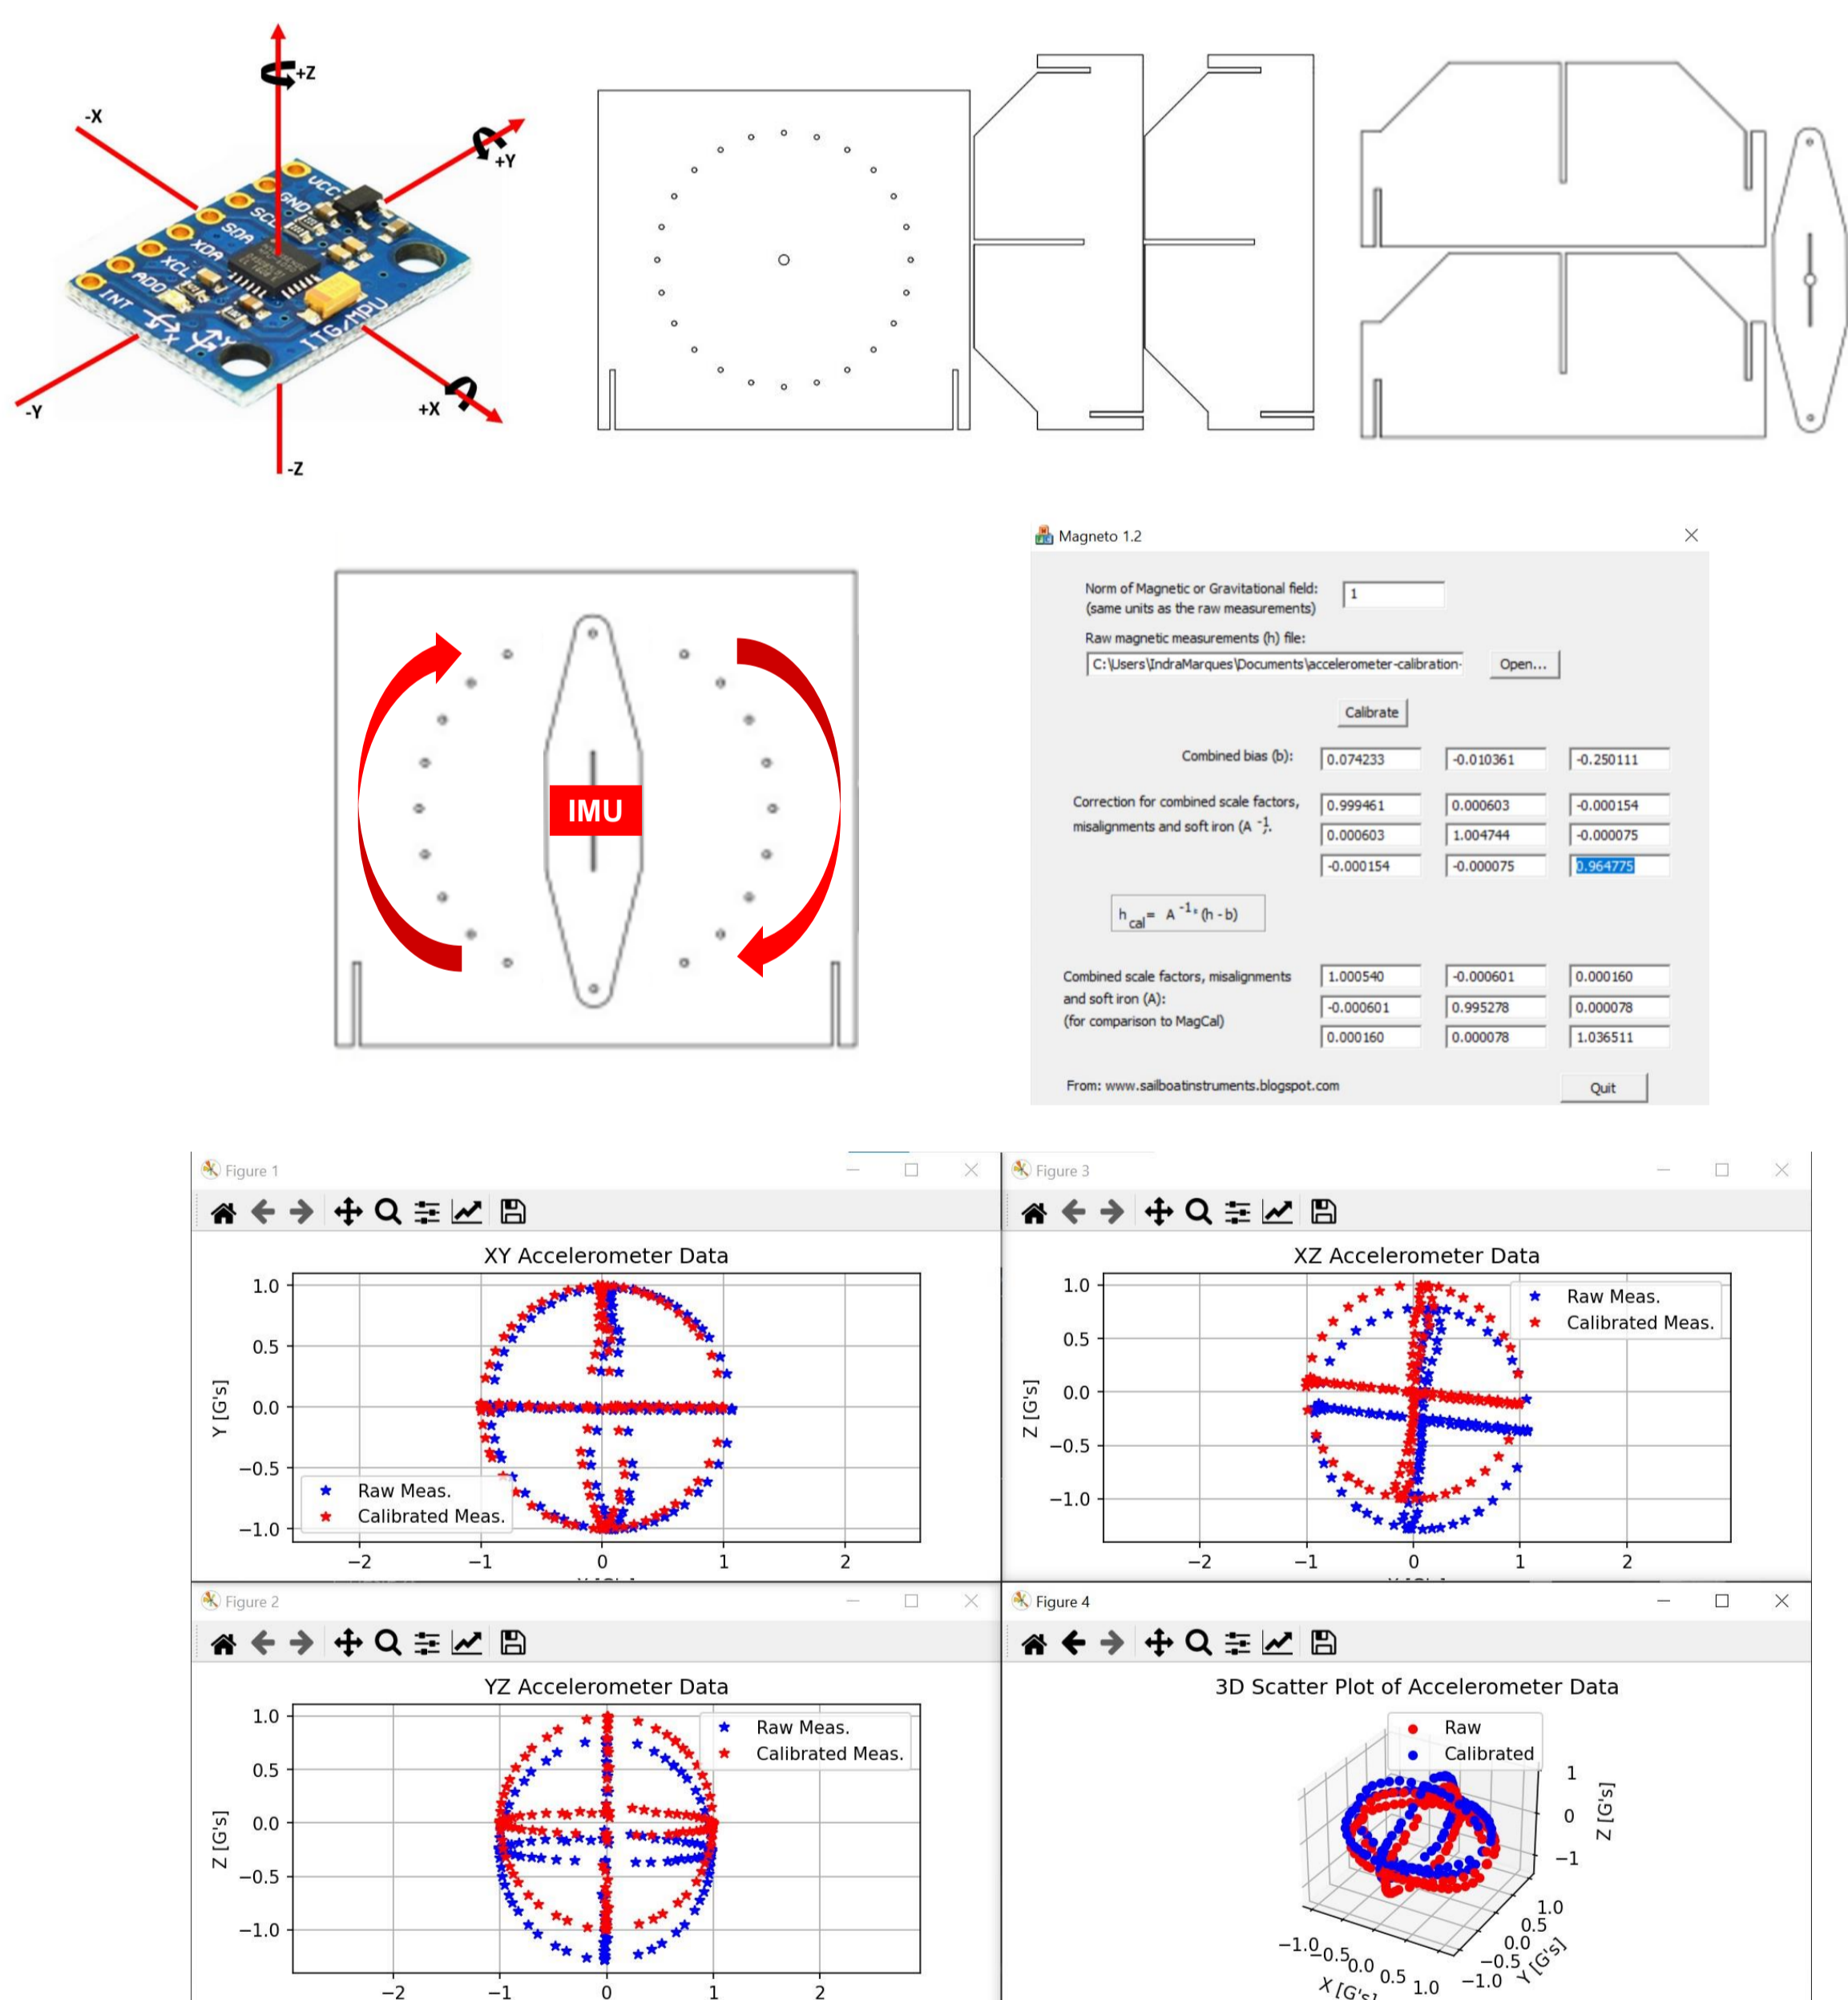 +Z
-X
+Y
VCC
GND
SCL
SDA
XDA
XCL
ADO
INT
X
Y
ITG/MPU
-Y
+X
-Z
IMU
Magneto 1.2
Norm of Magnetic or Gravitational field:
(same units as the raw measurements)
1
Raw magnetic measurements (h) file:
C:\Users\IndraMarques\Documents\accelerometer-calibration- Open...
Calibrate
Combined bias (b): 0.074233 -0.010361 -0.250111
Correction for combined scale factors, 0.999461 0.000603 -0.000154
misalignments and soft iron (A -1): 0.000603 1.004744 -0.000075
-0.000154 -0.000075 0.964775
h cal = A -1 * (h - b)
Combined scale factors, misalignments 1.000540 -0.000601 0.000160
and soft iron (A): -0.000601 0.995278 0.000078
(for comparison to MagCal)
0.000160 0.000078 1.036511
From: www.sailboatinstruments.blogspot.com Quit
Figure 1
XY Accelerometer Data
Y [G's]
1.0
0.5
0.0
−0.5
−1.0
Raw Meas.
Calibrated Meas.
−2 −1 0 1 2
Figure 3
XZ Accelerometer Data
Z [G's]
1.0
0.5
0.0
−0.5
−1.0
Raw Meas.
Calibrated Meas.
−2 −1 0 1 2
Figure 2
YZ Accelerometer Data
Z [G's]
1.0
0.5
0.0
−0.5
−1.0
Raw Meas.
Calibrated Meas.
−2 −1 0 1 2
Figure 4
3D Scatter Plot of Accelerometer Data
Raw
Calibrated
1
0
−1
Z [G's]
1.0
0.5
0.0
−0.5
−1.0
Y [G's]
−1.0
−0.5
0.0
0.5
1.0
X [G's]